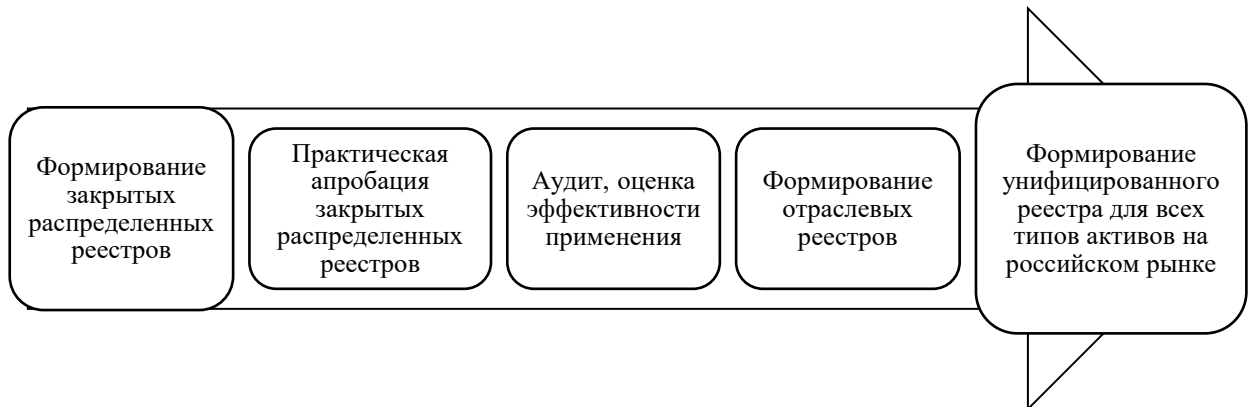 Формирование
закрытых
распределенных
реестров
Практическая
апробация
закрытых
распределенных
реестров
Аудит, оценка
эффективности
применения
Формирование
отраслевых
реестров
Формирование
унифицированного
реестра для всех
типов активов на
российском рынке